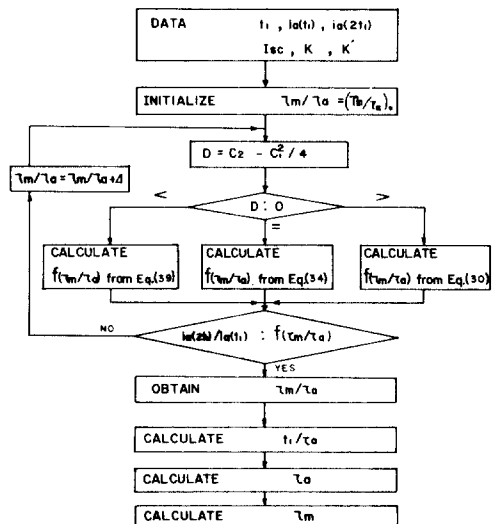 DATA t₁ , ia(t₁) , ia(2t₁)
Isc , K , K'
INITIALIZE τm/τa =(τm/τa)₀
D = C₂ − C₁²/4
τm/τa=τm/τa+Δ
<
D : 0
>
=
CALCULATE
f(τm/τa) from Eq.(39)
CALCULATE
f(τm/τa) from Eq.(34)
CALCULATE
f(τm/τa) from Eq.(30)
NO
ia(2t₁)/ia(t₁) : f(τm/τa)
YES
OBTAIN τm/τa
CALCULATE t₁/τa
CALCULATE τa
CALCULATE τm